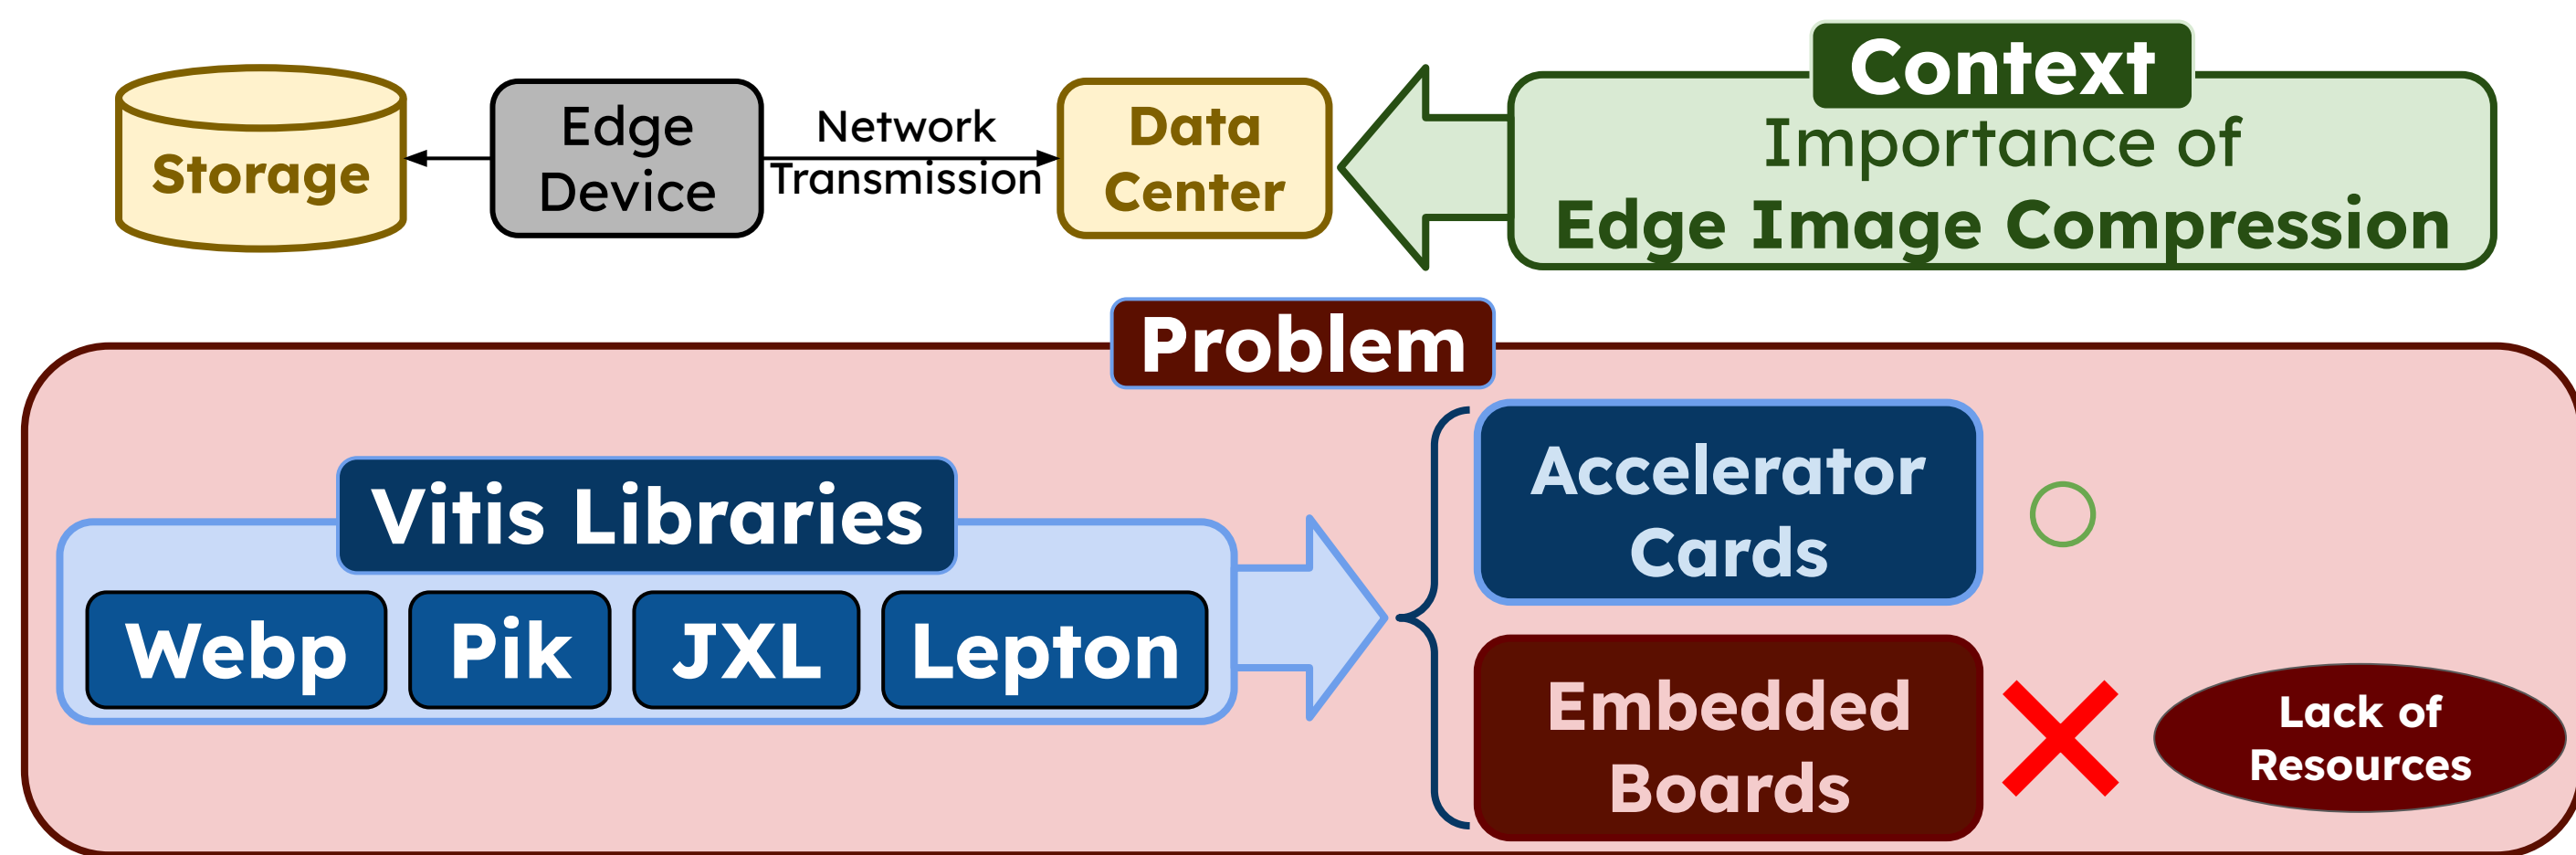 Storage
Edge
Device
Network
Transmission
Data
Center
Context
Importance of
Edge Image Compression
Problem
Vitis Libraries
Webp
Pik
JXL
Lepton
Accelerator
Cards
Embedded
Boards
Lack of
Resources